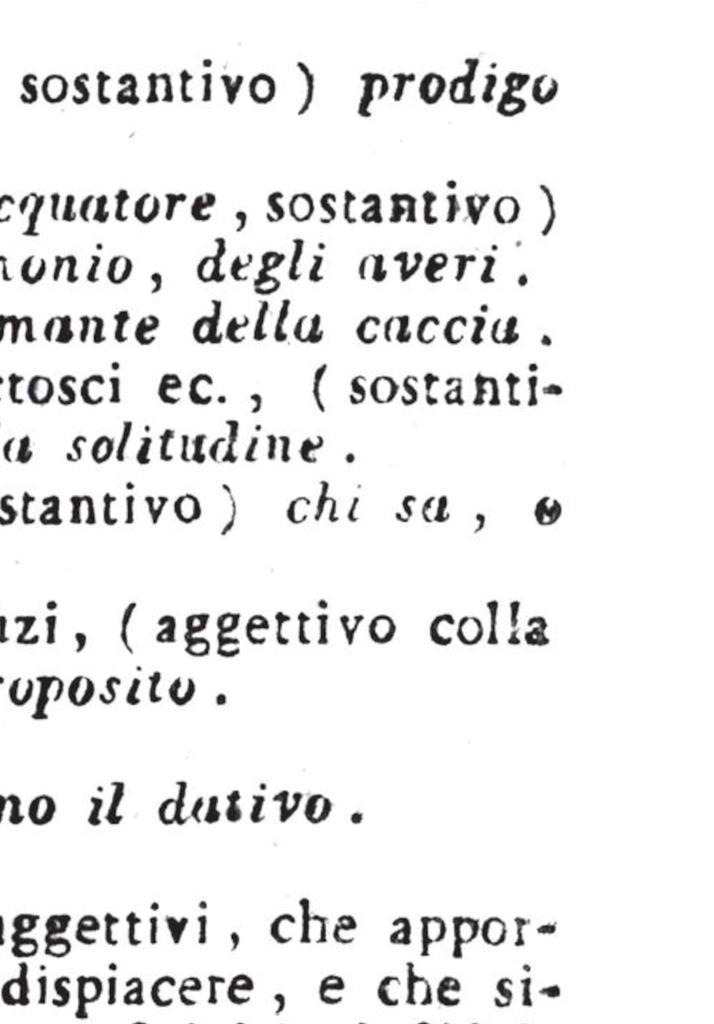 sostantivo ) prodigo
cquatore , sostantivo )
onio , degli averi .
mante della caccia .
tosci ec. , ( sostanti-
a solitudine .
stantivo ) chi sa , o
zi , ( aggettivo colla
oposito .
no il dativo .
aggettivi , che appor-
dispiacere , e che si-